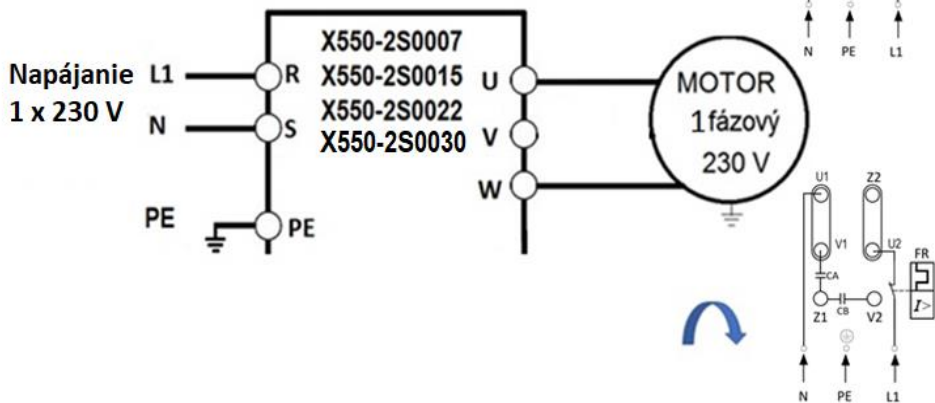 N PE L1
X550-2S0007
Napájanie L1 R X550-2S0015 U MOTOR
1 x 230 V X550-2S0022 1 fázový
N S X550-2S0030 V 230 V
W
PE PE
U1 Z2
V1 U2 FR
CA
I>
Z1 CB V2
N PE L1